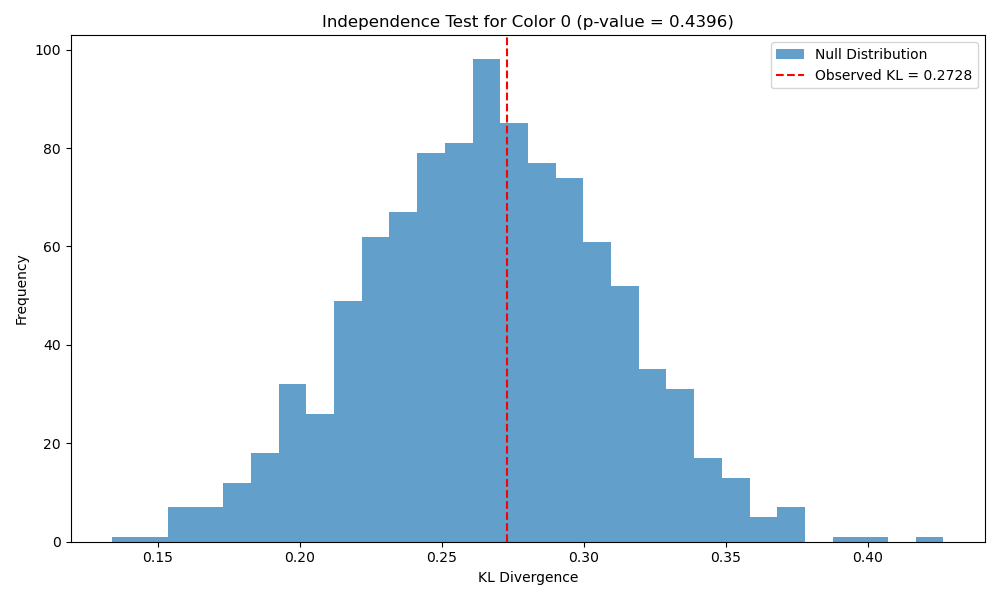 Independence Test for Color 0 (p-value = 0.4396)
Null Distribution
Observed KL = 0.2728
Frequency
100
80
60
40
20
0
0.15 0.20 0.25 0.30 0.35 0.40
KL Divergence